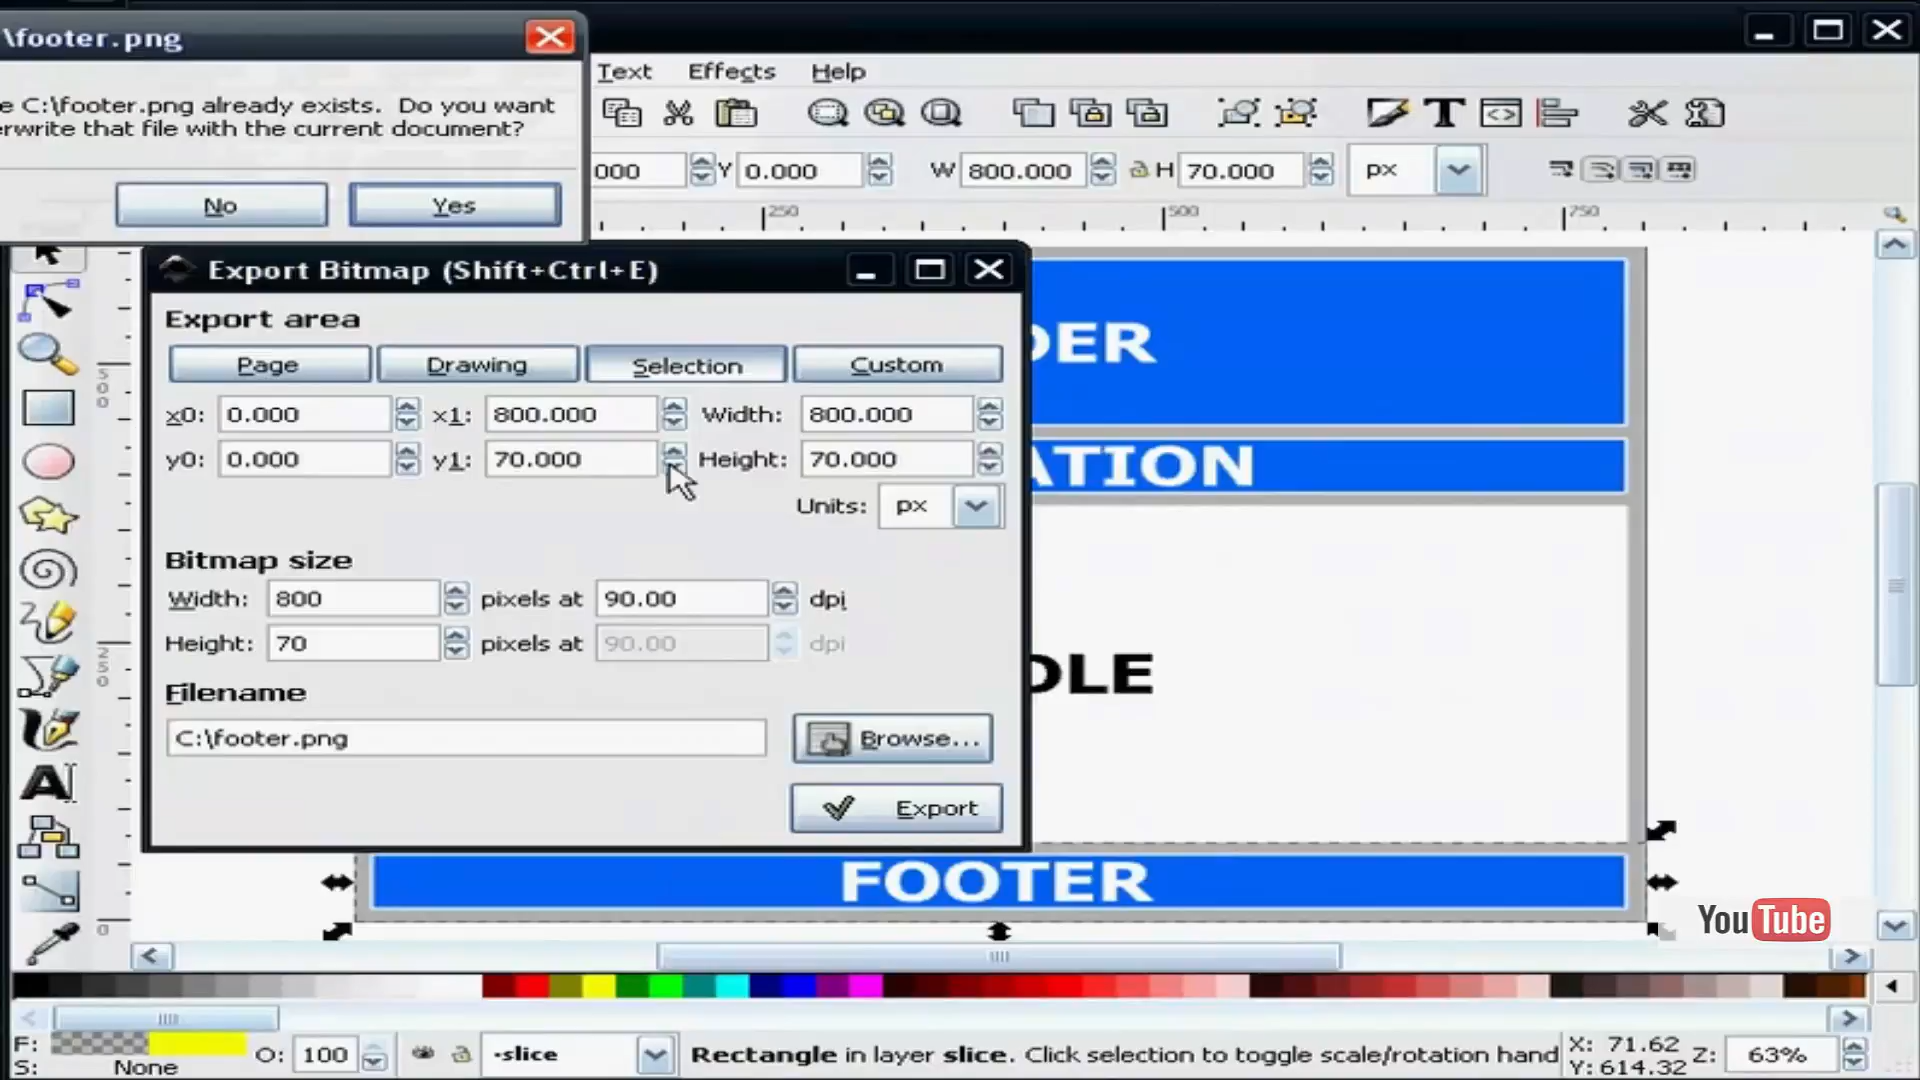 \footer.png
e C:\footer.png already exists. Do you want
erwrite that file with the current document?
No
Yes
Text Effects Help
000 Y 0.000 W 800.000 H 70.000 px
250 500 750
Export Bitmap (Shift+Ctrl+E)
Export area
Page Drawing Selection Custom
x0: 0.000 x1: 800.000 Width: 800.000
y0: 0.000 y1: 70.000 Height: 70.000
Units: px
Bitmap size
Width: 800 pixels at 90.00 dpi
Height: 70 pixels at 90.00 dpi
Filename
C:\footer.png
Browse...
Export
DER
ATION
DLE
FOOTER
500
250
0
YouTube
F:
S: None
O: 100
·slice
Rectangle in layer slice. Click selection to toggle scale/rotation hand
X: 71.62
Y: 614.32
Z: 63%